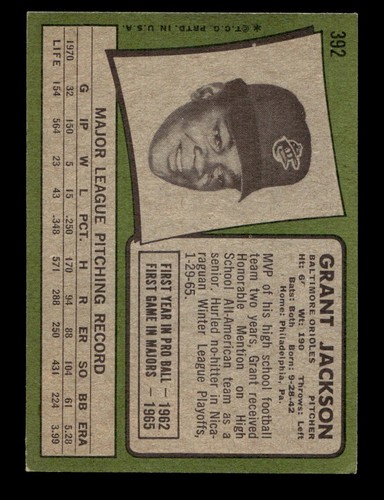 392
GRANT JACKSON
BALTIMORE ORIOLES PITCHER
Ht: 6' Wt: 190 Throws: Left
Bats: Both Born: 9-28-42
Home: Philadelphia, Pa.
MVP of his high school football
team two years, Grant received
Honorable Mention on High
School All-American team as a
senior. Hurled no-hitter in Nica-
raguan Winter League Playoffs,
1-29-65.
FIRST YEAR IN PRO BALL — 1962
FIRST GAME IN MAJORS — 1965
MAJOR LEAGUE PITCHING RECORD
G IP W L PCT. H R ER SO BB ERA
1970 32 150 5 15 .250 170 94 88 104 61 5.28
LIFE 154 564 23 43 .348 571 288 250 431 224 3.99
*© T.C.G. PRTD. IN U.S.A.